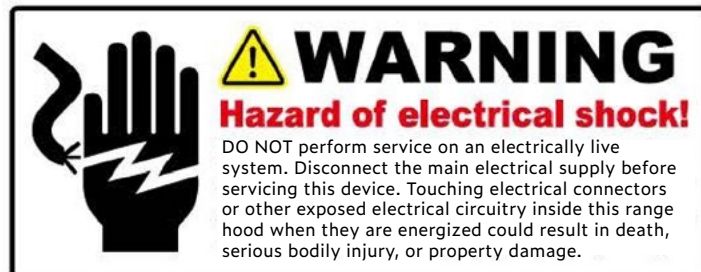 WARNING
Hazard of electrical shock!
DO NOT perform service on an electrically live
system. Disconnect the main electrical supply before
servicing this device. Touching electrical connectors
or other exposed electrical circuitry inside this range
hood when they are energized could result in death,
serious bodily injury, or property damage.